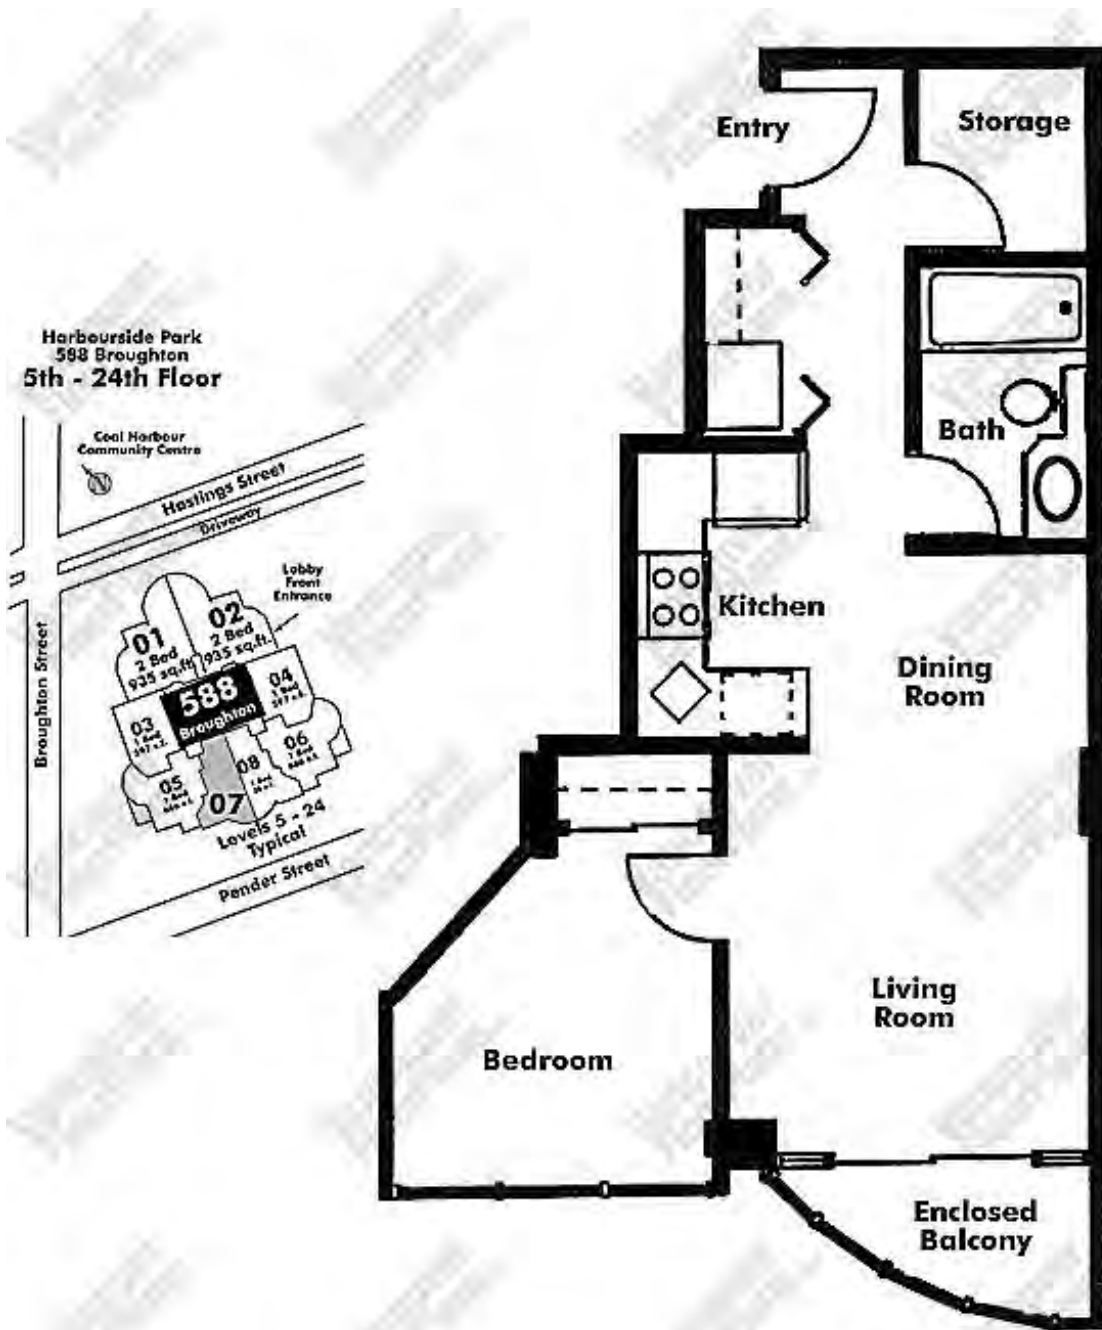 Harbourside Park
588 Broughton
5th - 24th Floor
Coal Harbour
Community Centre
Hastings Street
Driveway
Lobby
Front
Entrance
Broughton Street
01
2 Bed
935 sq.ft.
02
2 Bed
935 sq.ft.
588
Broughton
03
04
05
06
07
08
Levels 5 - 24
Typical
Pender Street
Entry
Storage
Bath
Kitchen
Dining
Room
Living
Room
Bedroom
Enclosed
Balcony